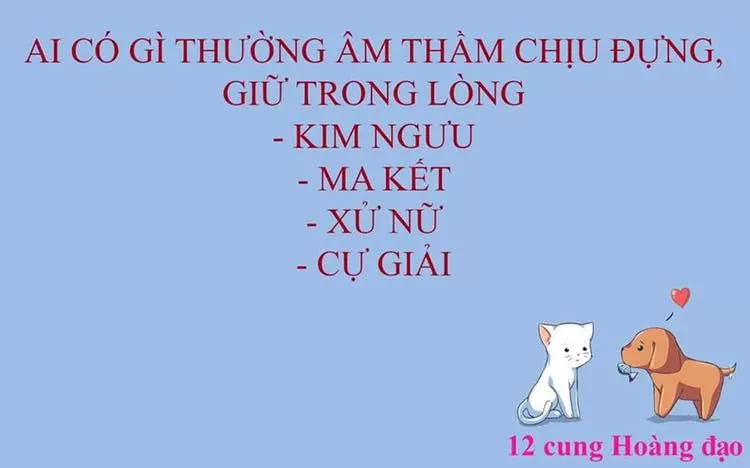 AI CÓ GÌ THƯỜNG ÂM THẦM CHỊU ĐỰNG,
GIỮ TRONG LÒNG
- KIM NGƯU
- MA KẾT
- XỬ NỮ
- CỰ GIẢI
12 cung Hoàng đạo